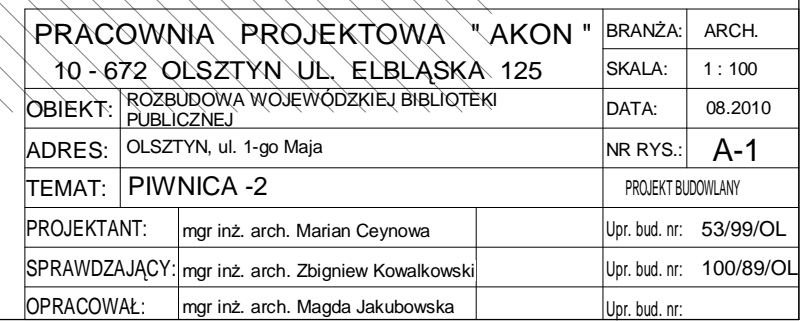 PRACOWNIA PROJEKTOWA " AKON " BRANŻA: ARCH.
10 - 672 OLSZTYN UL. ELBLĄSKA 125 SKALA: 1 : 100
OBIEKT: ROZBUDOWA WOJEWÓDZKIEJ BIBLIOTEKI
PUBLICZNEJ DATA: 08.2010
ADRES: OLSZTYN, ul. 1-go Maja NR RYS.: A-1
TEMAT: PIWNICA -2 PROJEKT BUDOWLANY
PROJEKTANT: mgr inż. arch. Marian Ceynowa Upr. bud. nr: 53/99/OL
SPRAWDZAJĄCY: mgr inż. arch. Zbigniew Kowalkowski Upr. bud. nr: 100/89/OL
OPRACOWAŁ: mgr inż. arch. Magda Jakubowska Upr. bud. nr: